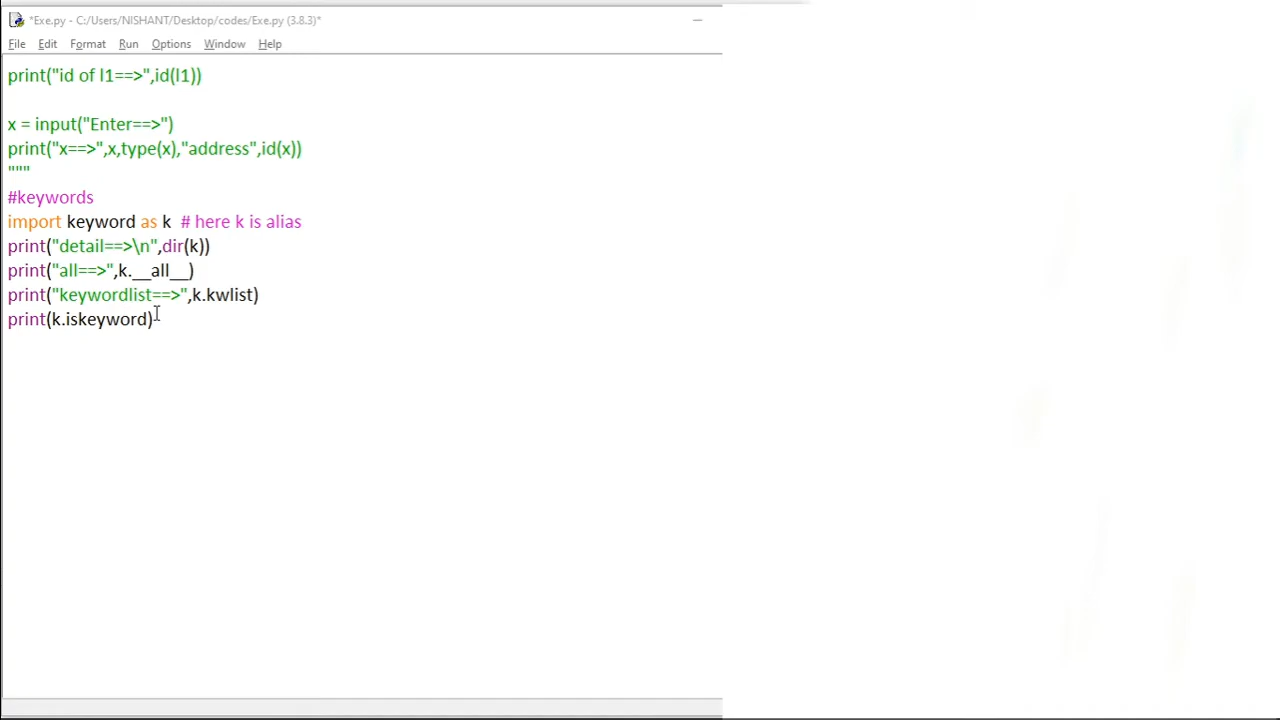 *Exe.py - C:/Users/NISHANT/Desktop/codes/Exe.py (3.8.3)*
File Edit Format Run Options Window Help
print("id of l1==>",id(l1))
x = input("Enter==>")
print("x==>",x,type(x),"address",id(x))
"""
#keywords
import keyword as k  # here k is alias
print("detail==>\n",dir(k))
print("all==>",k.__all__)
print("keywordlist==>",k.kwlist)
print(k.iskeyword)